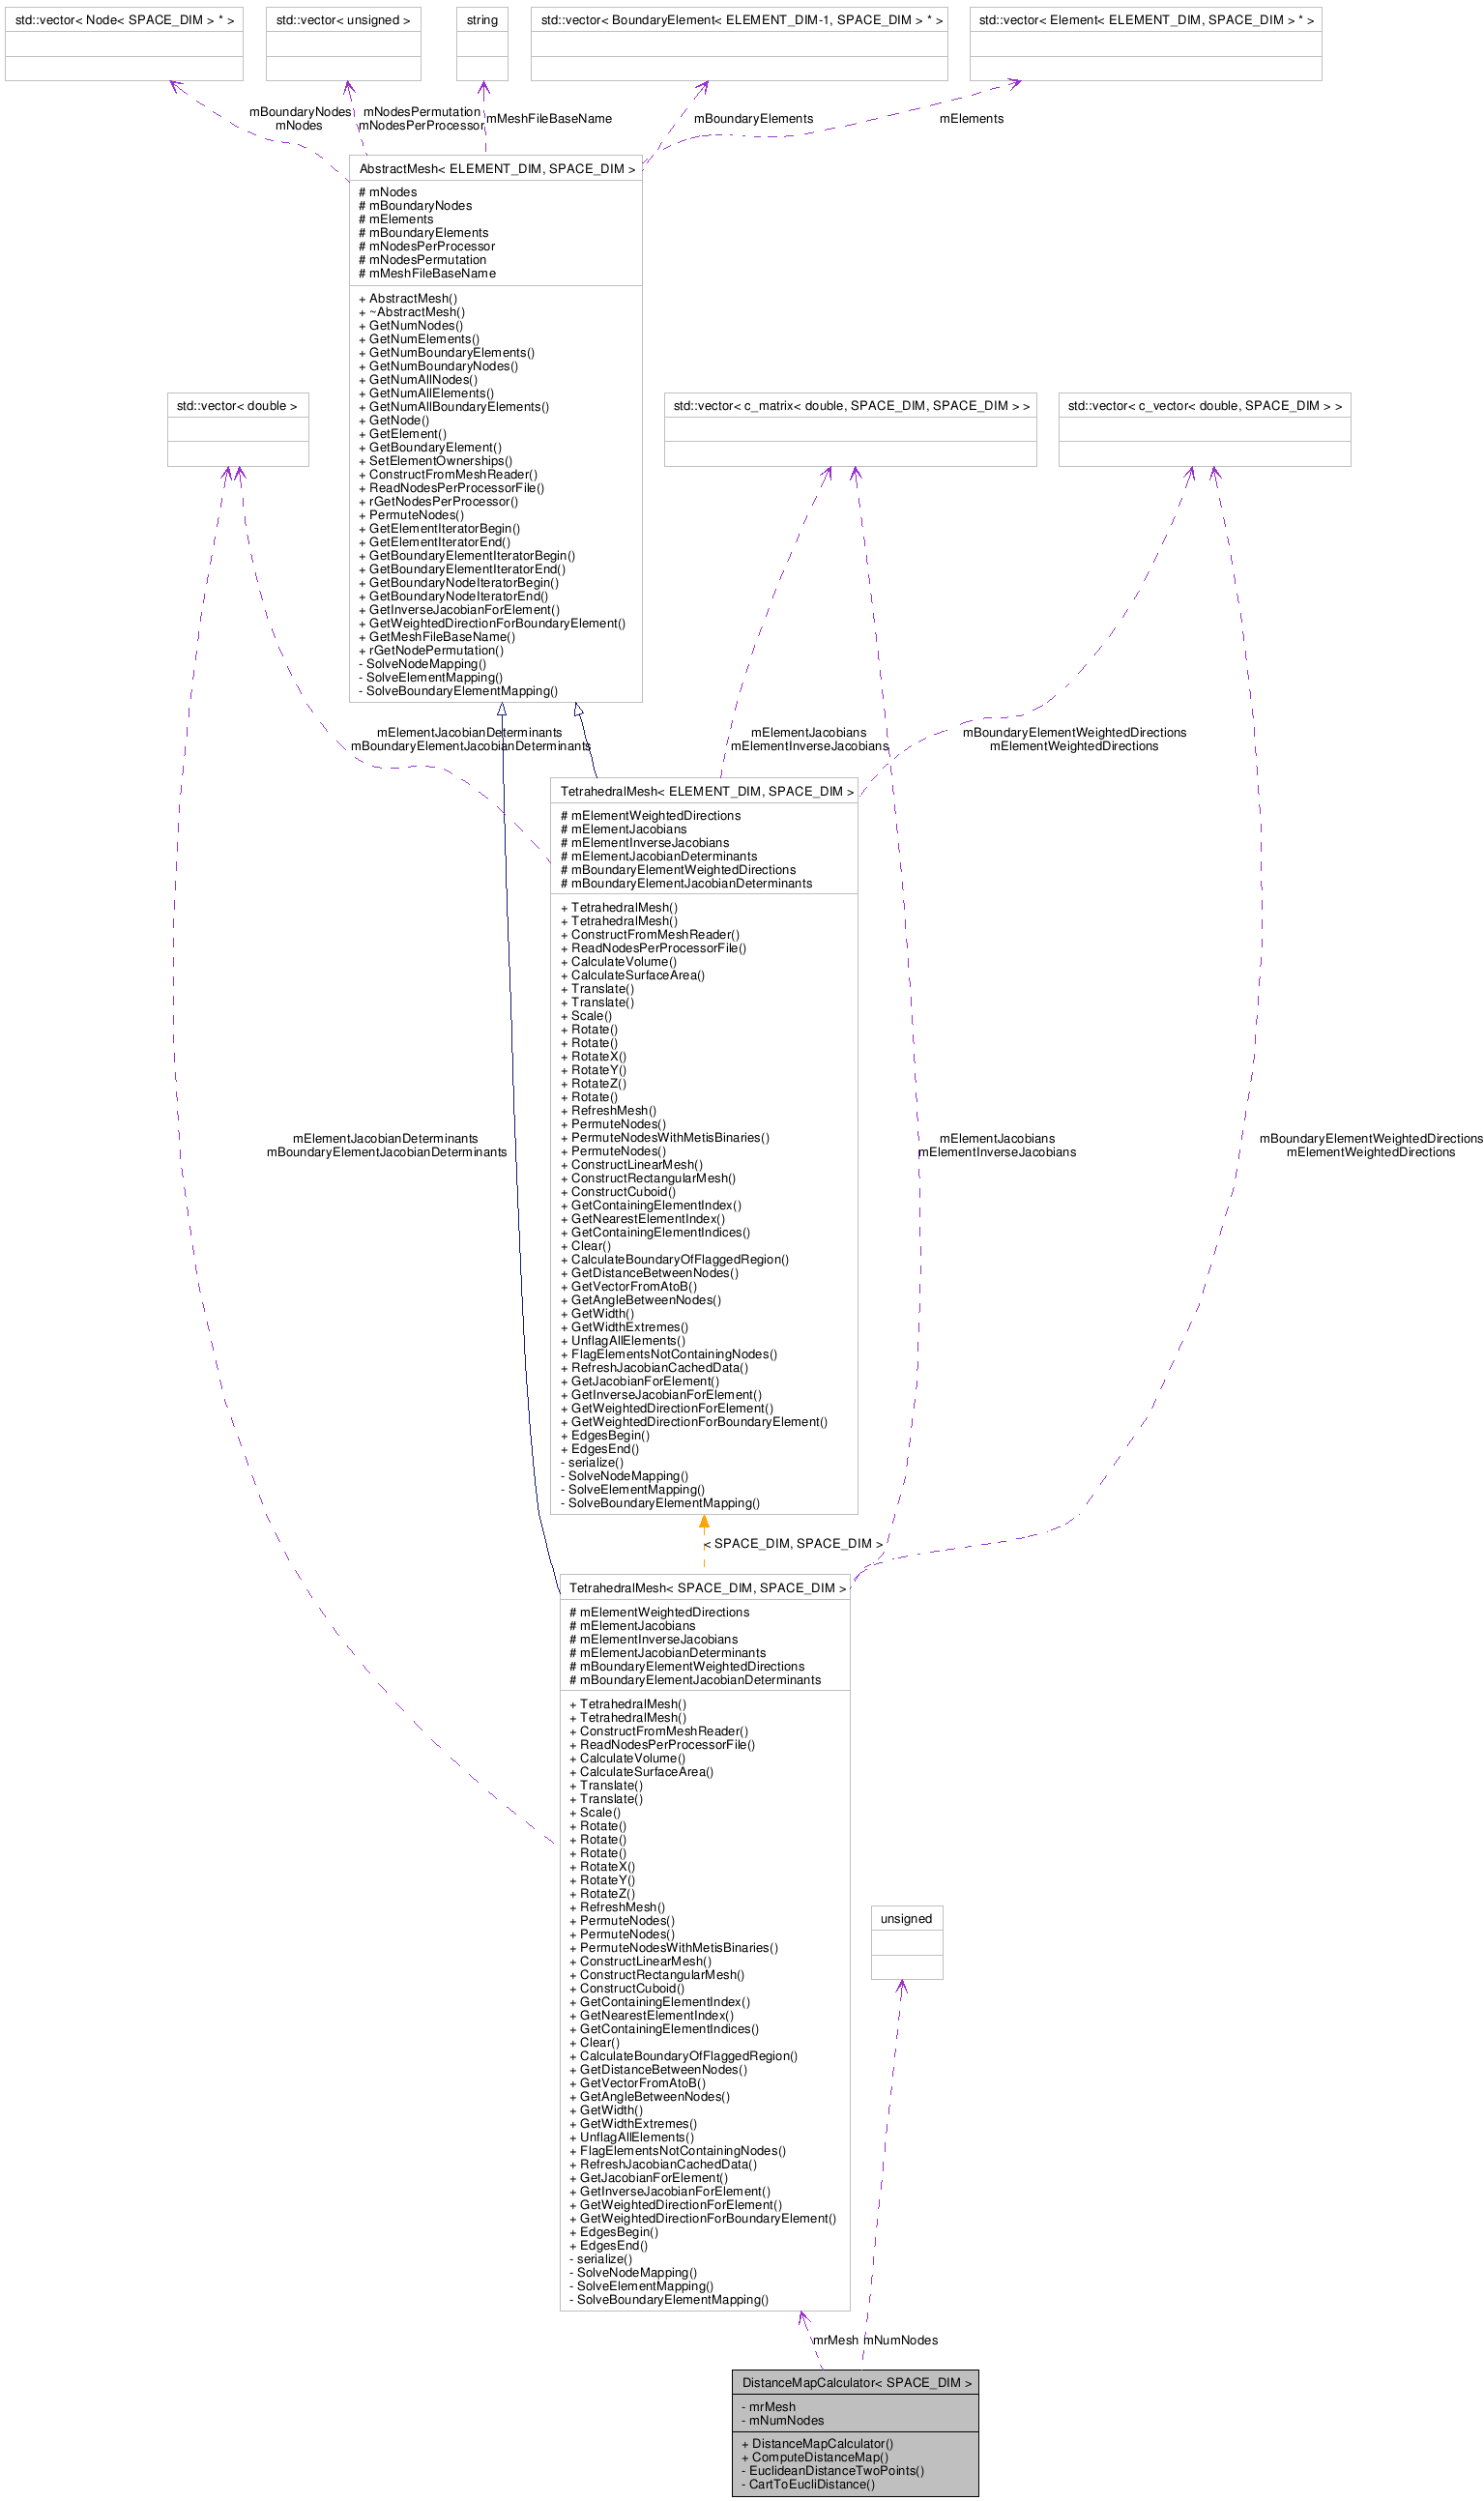 std::vector< Node< SPACE_DIM > * >
std::vector< unsigned >
string
std::vector< BoundaryElement< ELEMENT_DIM-1, SPACE_DIM > * >
std::vector< Element< ELEMENT_DIM, SPACE_DIM > * >
mBoundaryNodes
mNodes
mNodesPermutation
mNodesPerProcessor
mMeshFileBaseName
mBoundaryElements
mElements
AbstractMesh< ELEMENT_DIM, SPACE_DIM >
# mNodes
# mBoundaryNodes
# mElements
# mBoundaryElements
# mNodesPerProcessor
# mNodesPermutation
# mMeshFileBaseName
+ AbstractMesh()
+ ~AbstractMesh()
+ GetNumNodes()
+ GetNumElements()
+ GetNumBoundaryElements()
+ GetNumBoundaryNodes()
+ GetNumAllNodes()
+ GetNumAllElements()
+ GetNumAllBoundaryElements()
+ GetNode()
+ GetElement()
+ GetBoundaryElement()
+ SetElementOwnerships()
+ ConstructFromMeshReader()
+ ReadNodesPerProcessorFile()
+ rGetNodesPerProcessor()
+ PermuteNodes()
+ GetElementIteratorBegin()
+ GetElementIteratorEnd()
+ GetBoundaryElementIteratorBegin()
+ GetBoundaryElementIteratorEnd()
+ GetBoundaryNodeIteratorBegin()
+ GetBoundaryNodeIteratorEnd()
+ GetInverseJacobianForElement()
+ GetWeightedDirectionForBoundaryElement()
+ GetMeshFileBaseName()
+ rGetNodePermutation()
- SolveNodeMapping()
- SolveElementMapping()
- SolveBoundaryElementMapping()
std::vector< double >
std::vector< c_matrix< double, SPACE_DIM, SPACE_DIM > >
std::vector< c_vector< double, SPACE_DIM > >
mElementJacobianDeterminants
mBoundaryElementJacobianDeterminants
mElementJacobians
mElementInverseJacobians
mBoundaryElementWeightedDirections
mElementWeightedDirections
TetrahedralMesh< ELEMENT_DIM, SPACE_DIM >
# mElementWeightedDirections
# mElementJacobians
# mElementInverseJacobians
# mElementJacobianDeterminants
# mBoundaryElementWeightedDirections
# mBoundaryElementJacobianDeterminants
+ TetrahedralMesh()
+ TetrahedralMesh()
+ ConstructFromMeshReader()
+ ReadNodesPerProcessorFile()
+ CalculateVolume()
+ CalculateSurfaceArea()
+ Translate()
+ Translate()
+ Scale()
+ Rotate()
+ Rotate()
+ RotateX()
+ RotateY()
+ RotateZ()
+ Rotate()
+ RefreshMesh()
+ PermuteNodes()
+ PermuteNodesWithMetisBinaries()
+ PermuteNodes()
+ ConstructLinearMesh()
+ ConstructRectangularMesh()
+ ConstructCuboid()
+ GetContainingElementIndex()
+ GetNearestElementIndex()
+ GetContainingElementIndices()
+ Clear()
+ CalculateBoundaryOfFlaggedRegion()
+ GetDistanceBetweenNodes()
+ GetVectorFromAtoB()
+ GetAngleBetweenNodes()
+ GetWidth()
+ GetWidthExtremes()
+ UnflagAllElements()
+ FlagElementsNotContainingNodes()
+ RefreshJacobianCachedData()
+ GetJacobianForElement()
+ GetInverseJacobianForElement()
+ GetWeightedDirectionForElement()
+ GetWeightedDirectionForBoundaryElement()
+ EdgesBegin()
+ EdgesEnd()
- serialize()
- SolveNodeMapping()
- SolveElementMapping()
- SolveBoundaryElementMapping()
mElementJacobianDeterminants
mBoundaryElementJacobianDeterminants
mElementJacobians
mElementInverseJacobians
mBoundaryElementWeightedDirections
mElementWeightedDirections
< SPACE_DIM, SPACE_DIM >
TetrahedralMesh< SPACE_DIM, SPACE_DIM >
# mElementWeightedDirections
# mElementJacobians
# mElementInverseJacobians
# mElementJacobianDeterminants
# mBoundaryElementWeightedDirections
# mBoundaryElementJacobianDeterminants
+ TetrahedralMesh()
+ TetrahedralMesh()
+ ConstructFromMeshReader()
+ ReadNodesPerProcessorFile()
+ CalculateVolume()
+ CalculateSurfaceArea()
+ Translate()
+ Translate()
+ Scale()
+ Rotate()
+ Rotate()
+ Rotate()
+ RotateX()
+ RotateY()
+ RotateZ()
+ RefreshMesh()
+ PermuteNodes()
+ PermuteNodes()
+ PermuteNodesWithMetisBinaries()
+ ConstructLinearMesh()
+ ConstructRectangularMesh()
+ ConstructCuboid()
+ GetContainingElementIndex()
+ GetNearestElementIndex()
+ GetContainingElementIndices()
+ Clear()
+ CalculateBoundaryOfFlaggedRegion()
+ GetDistanceBetweenNodes()
+ GetVectorFromAtoB()
+ GetAngleBetweenNodes()
+ GetWidth()
+ GetWidthExtremes()
+ UnflagAllElements()
+ FlagElementsNotContainingNodes()
+ RefreshJacobianCachedData()
+ GetJacobianForElement()
+ GetInverseJacobianForElement()
+ GetWeightedDirectionForElement()
+ GetWeightedDirectionForBoundaryElement()
+ EdgesBegin()
+ EdgesEnd()
- serialize()
- SolveNodeMapping()
- SolveElementMapping()
- SolveBoundaryElementMapping()
unsigned
mrMesh
mNumNodes
DistanceMapCalculator< SPACE_DIM >
- mrMesh
- mNumNodes
+ DistanceMapCalculator()
+ ComputeDistanceMap()
- EuclideanDistanceTwoPoints()
- CartToEucliDistance()